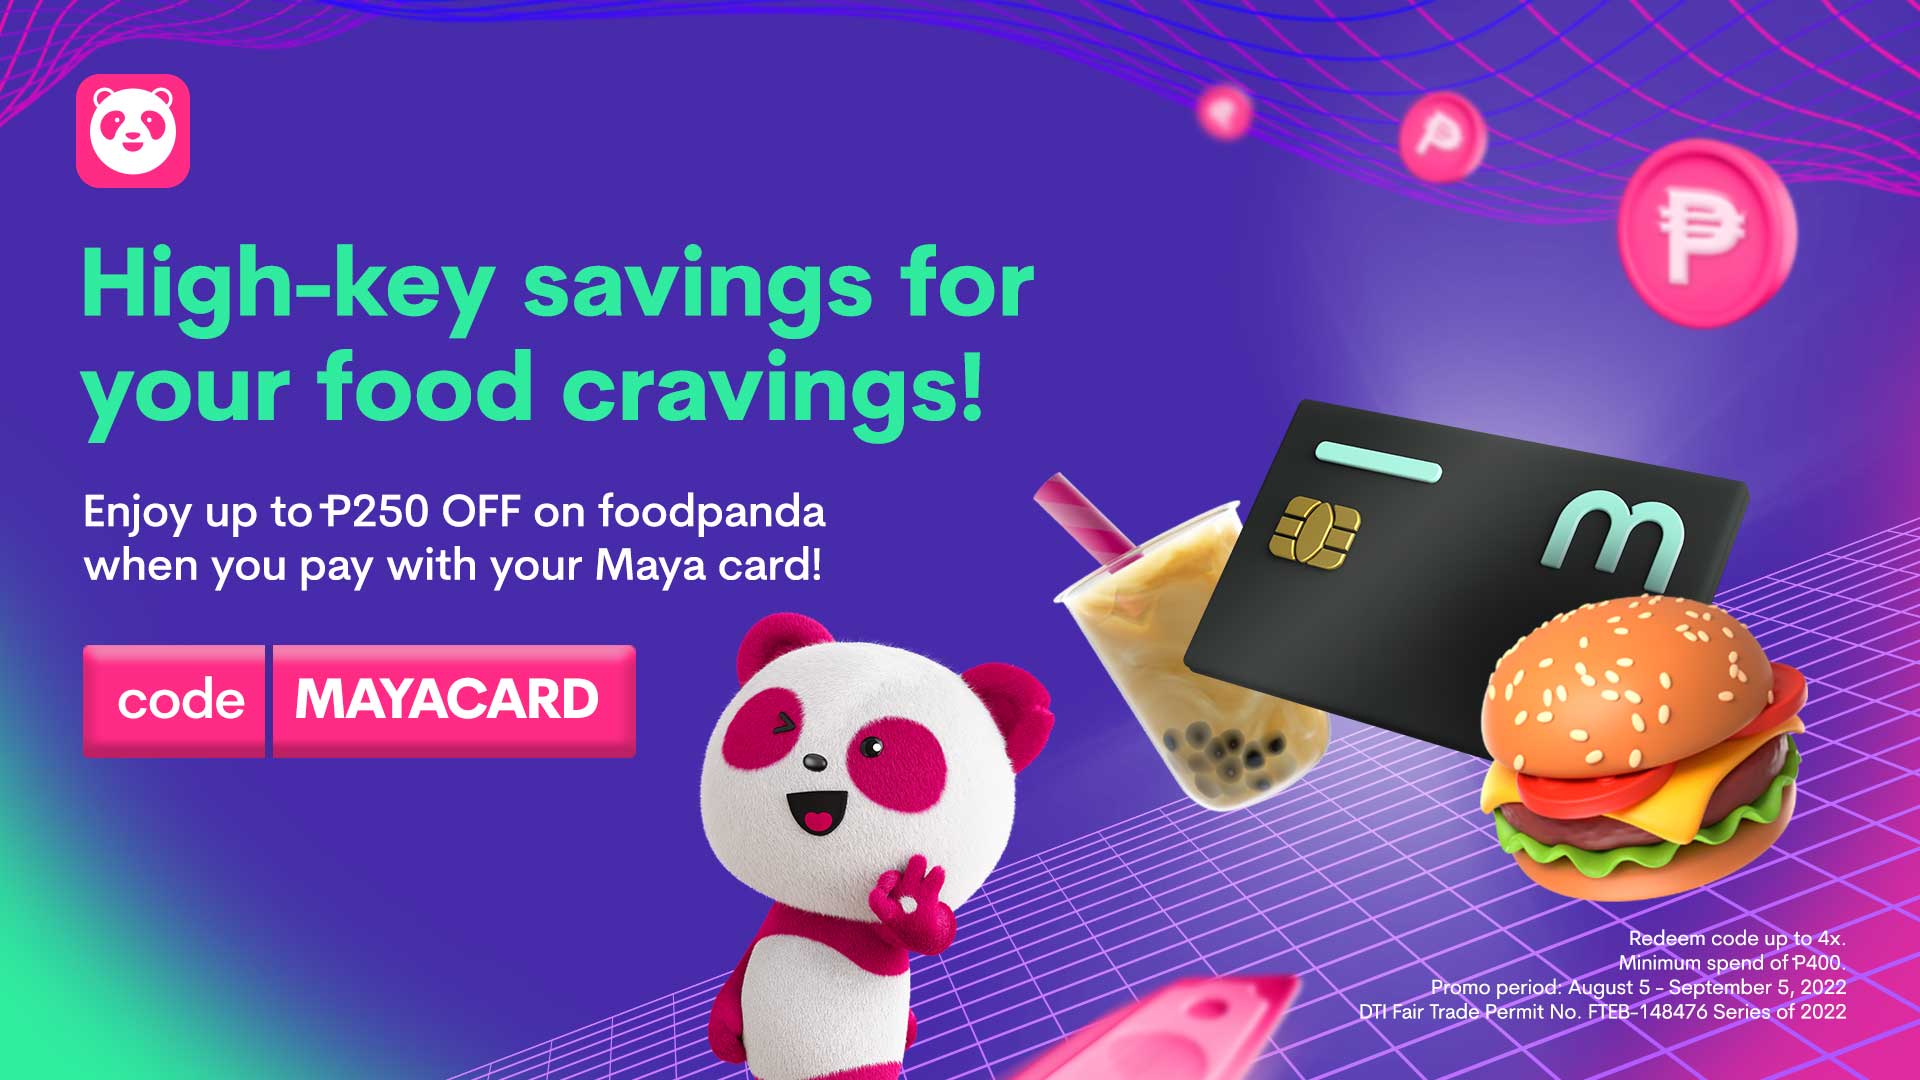 High-key savings for
your food cravings!
Enjoy up to ₱250 OFF on foodpanda
when you pay with your Maya card!
code MAYACARD
₱
₱
m
Redeem code up to 4x.
Minimum spend of ₱400.
Promo period: August 5 - September 5, 2022
DTI Fair Trade Permit No. FTEB-148476 Series of 2022